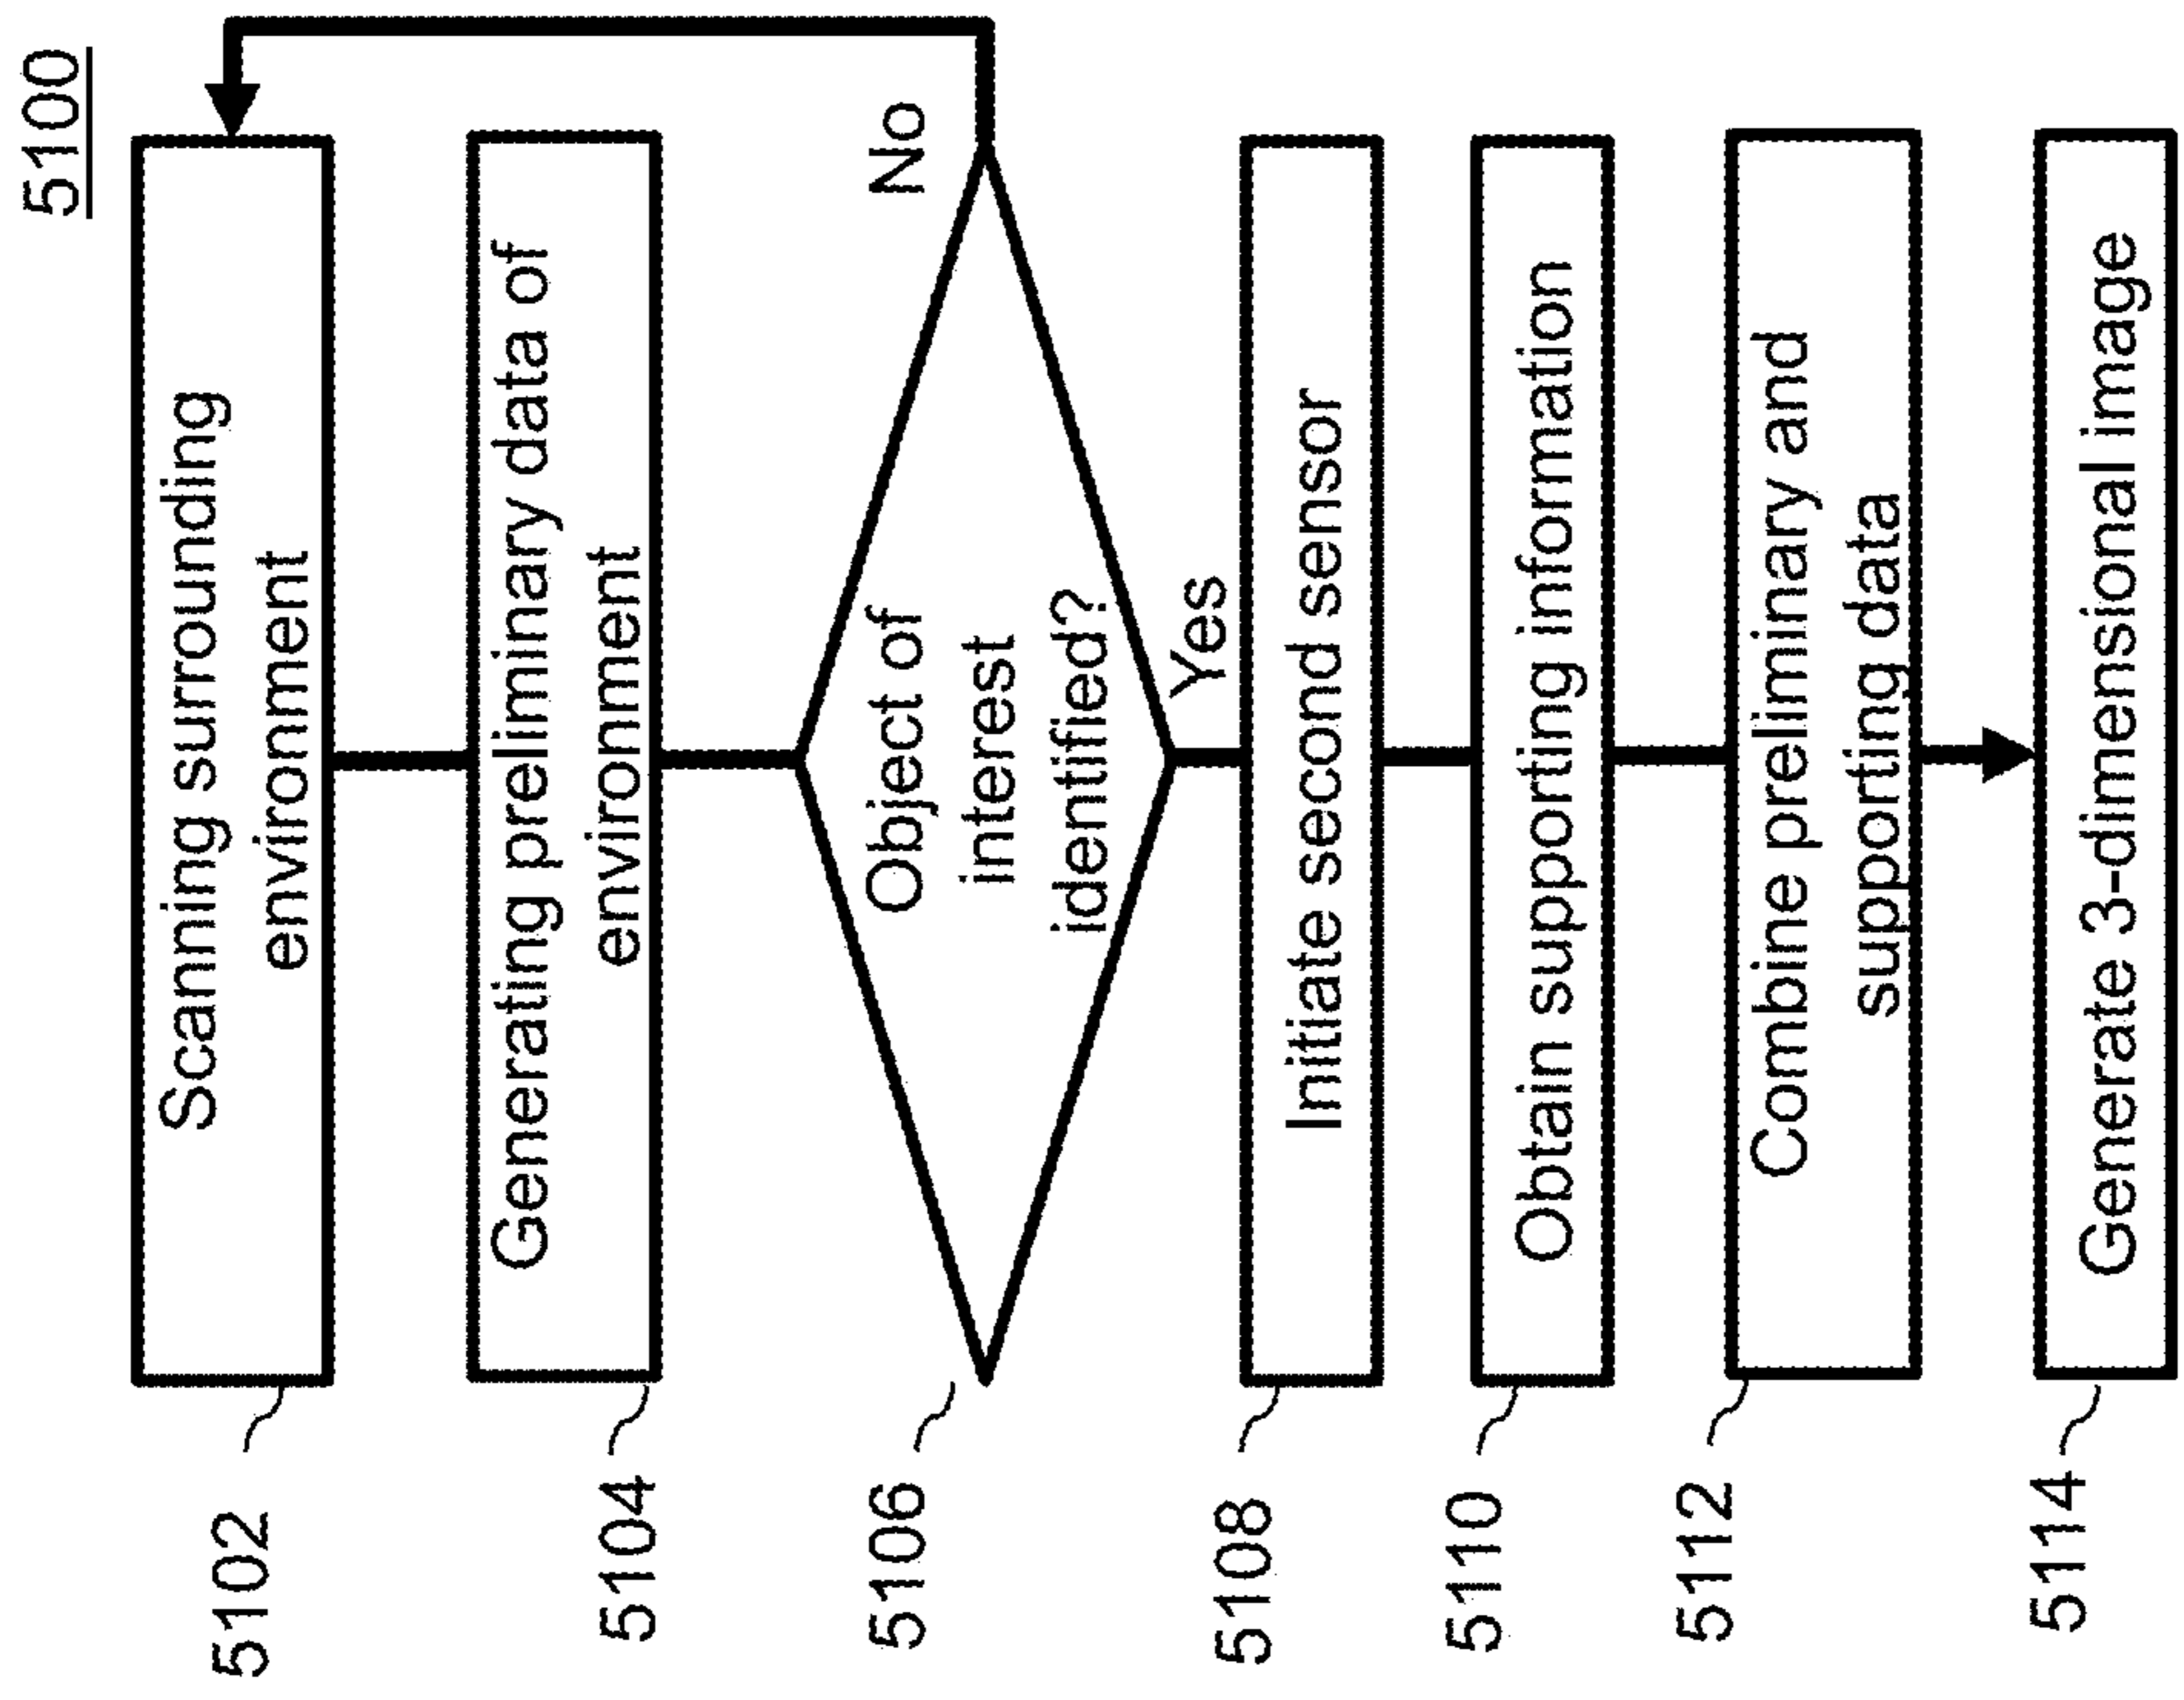 5100
5102
Scanning surrounding
environment
5104
Generating preliminary data of
environment
5106
Object of
interest
identified?
No
Yes
5108
Initiate second sensor
5110
Obtain supporting information
5112
Combine preliminary and
supporting data
5114
Generate 3-dimensional image